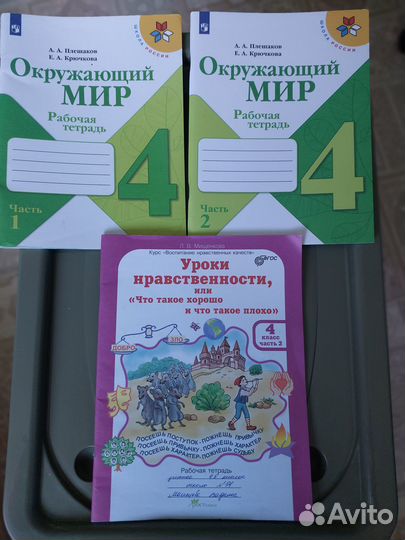 ШКОЛА РОССИИ
А. А. Плешаков
Е. А. Крючкова
Окружающий
МИР
Рабочая
тетрадь
4
Часть
1
ШКОЛА РОССИИ
А. А. Плешаков
Е. А. Крючкова
Окружающий
МИР
Рабочая
тетрадь
4
Часть
2
Л. В. Мищенкова
Курс «Воспитание нравственных качеств»
ФГОС
Уроки
нравственности,
или
«Что такое хорошо
и что такое плохо»
4
класс
часть 2
ДОБРО
ЗЛО
ПОСЕЕШЬ ПОСТУПОК - ПОЖНЁШЬ ПРИВЫЧКУ
ПОСЕЕШЬ ПРИВЫЧКУ - ПОЖНЁШЬ ХАРАКТЕР
ПОСЕЕШЬ ХАРАКТЕР - ПОЖНЁШЬ СУДЬБУ
Рабочая тетрадь
Avito